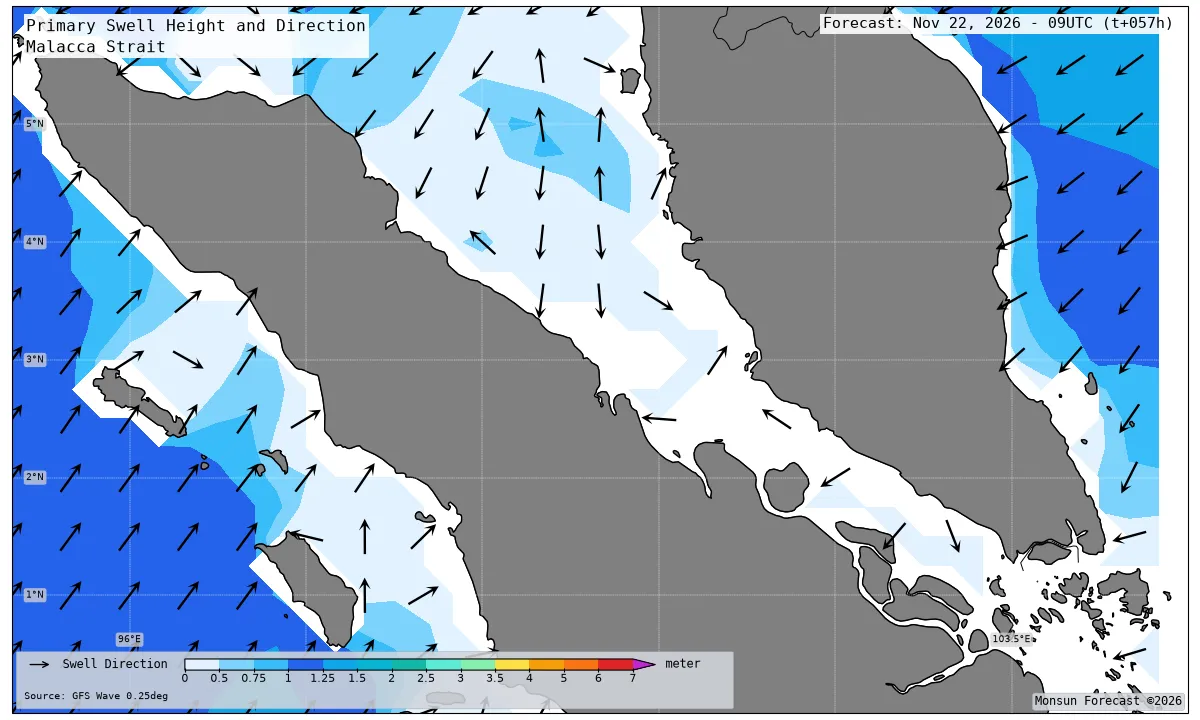 Primary Swell Height and Direction
Malacca Strait
Forecast: Nov 22, 2026 - 09UTC (t+057h)
5°N
4°N
3°N
2°N
1°N
96°E
103.5°E
Swell Direction
meter
0 0.5 0.75 1 1.25 1.5 2 2.5 3 3.5 4 5 6 7
Source: GFS Wave 0.25deg
Monsun Forecast ©2026